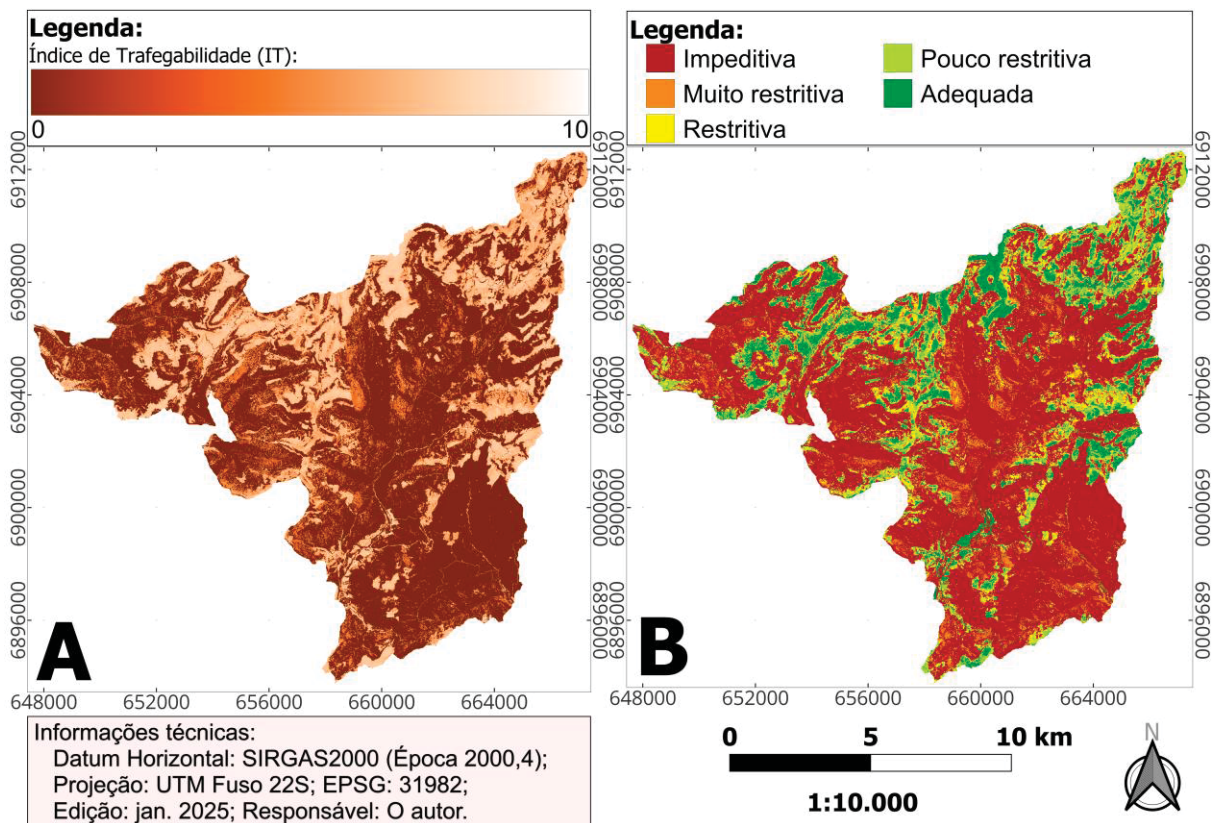 Legenda:
Índice de Trafegabilidade (IT):
0 10
Legenda:
Impeditiva
Muito restritiva
Restritiva
Pouco restritiva
Adequada
6912000
6908000
6904000
6900000
6896000
6912000
6908000
6904000
6900000
6896000
A
648000 652000 656000 660000 664000
6912000
6908000
6904000
6900000
6896000
B
648000 652000 656000 660000 664000
Informações técnicas:
Datum Horizontal: SIRGAS2000 (Época 2000,4);
Projeção: UTM Fuso 22S; EPSG: 31982;
Edição: jan. 2025; Responsável: O autor.
0 5 10 km
1:10.000
N